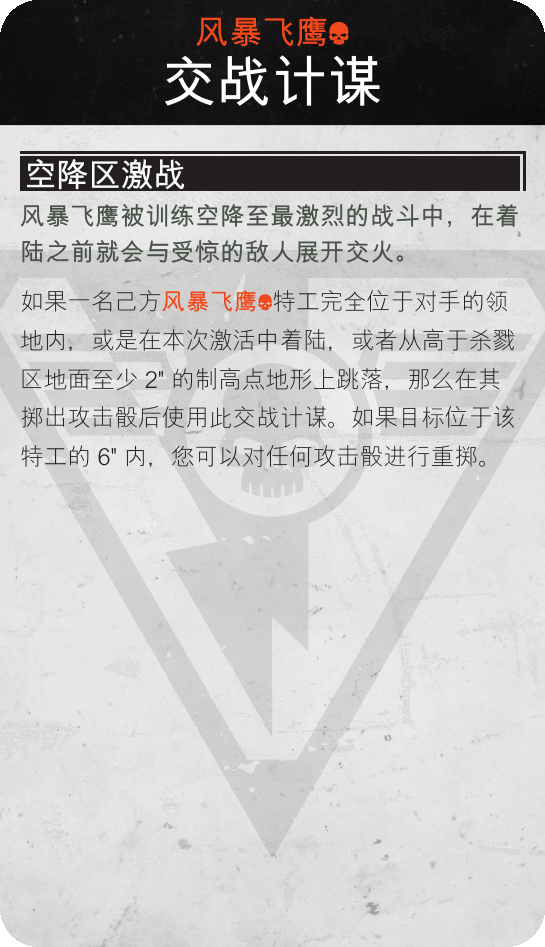 风暴飞鹰
交战计谋
空降区激战
风暴飞鹰被训练空降至最激烈的战斗中，在着
陆之前就会与受惊的敌人展开交火。
如果一名己方风暴飞鹰特工完全位于对手的领
地内，或是在本次激活中着陆，或者从高于杀戮
区地面至少 2" 的制高点地形上跳落，那么在其
掷出攻击骰后使用此交战计谋。如果目标位于该
特工的 6" 内，您可以对任何攻击骰进行重掷。